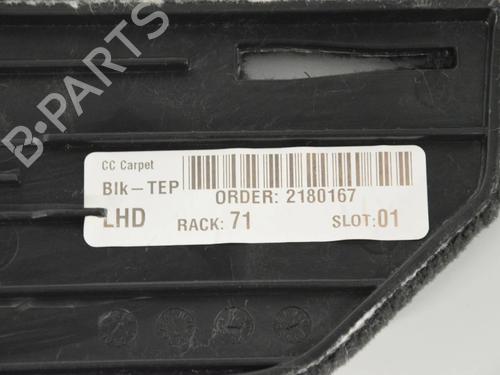 B-PARTS
CC Carpet
Blk-TEP
ORDER: 2180167
LHD
RACK: 71
SLOT:01